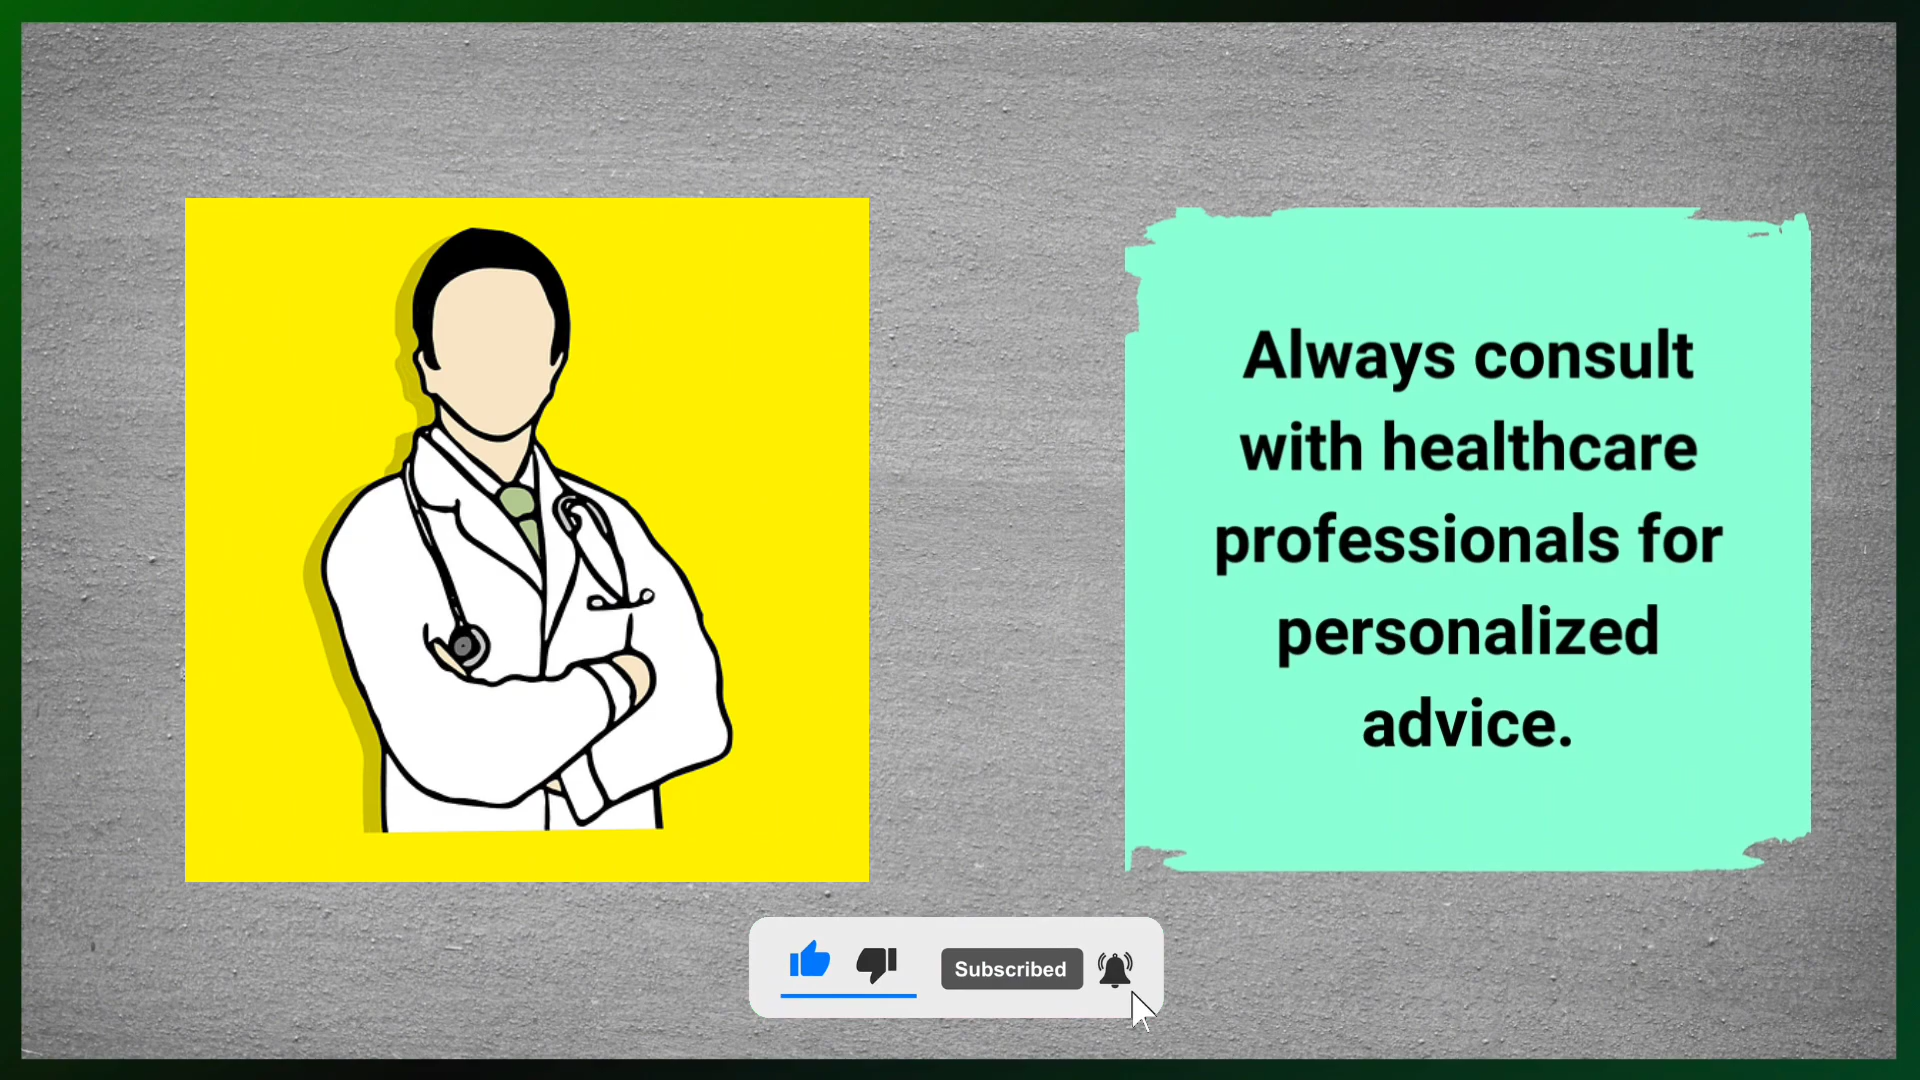 Always consult
with healthcare
professionals for
personalized
advice.
Subscribed